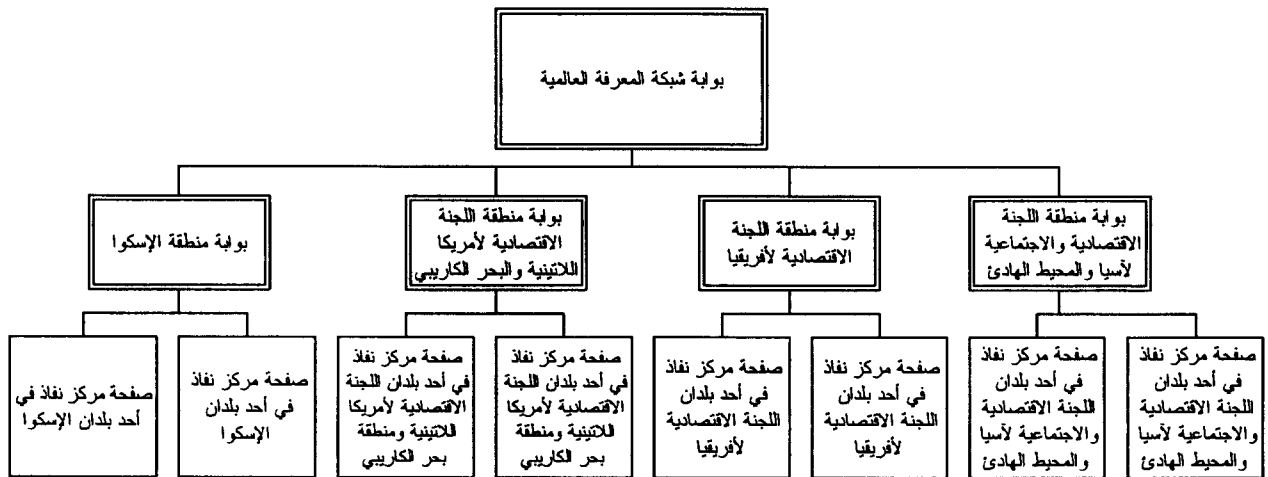 بوابة شبكة المعرفة العالمية
بوابة منطقة اللجنة
الاقتصادية والاجتماعية
لآسيا والمحيط الهادئ
بوابة منطقة اللجنة
الاقتصادية لأفريقيا
بوابة منطقة اللجنة
الاقتصادية لأمريكا
اللاتينية والبحر الكاريبي
بوابة منطقة الإسكوا
صفحة مركز نفاذ
في أحد بلدان
اللجنة الاقتصادية
والاجتماعية لآسيا
والمحيط الهادئ
صفحة مركز نفاذ
في أحد بلدان
اللجنة الاقتصادية
والاجتماعية لآسيا
والمحيط الهادئ
صفحة مركز نفاذ
في أحد بلدان
اللجنة الاقتصادية
لأفريقيا
صفحة مركز نفاذ
في أحد بلدان
اللجنة الاقتصادية
لأفريقيا
صفحة مركز نفاذ
في أحد بلدان اللجنة
الاقتصادية لأمريكا
اللاتينية ومنطقة
بحر الكاريبي
صفحة مركز نفاذ
في أحد بلدان اللجنة
الاقتصادية لأمريكا
اللاتينية ومنطقة
بحر الكاريبي
صفحة مركز نفاذ
في أحد بلدان
الإسكوا
صفحة مركز نفاذ في
أحد بلدان الإسكوا